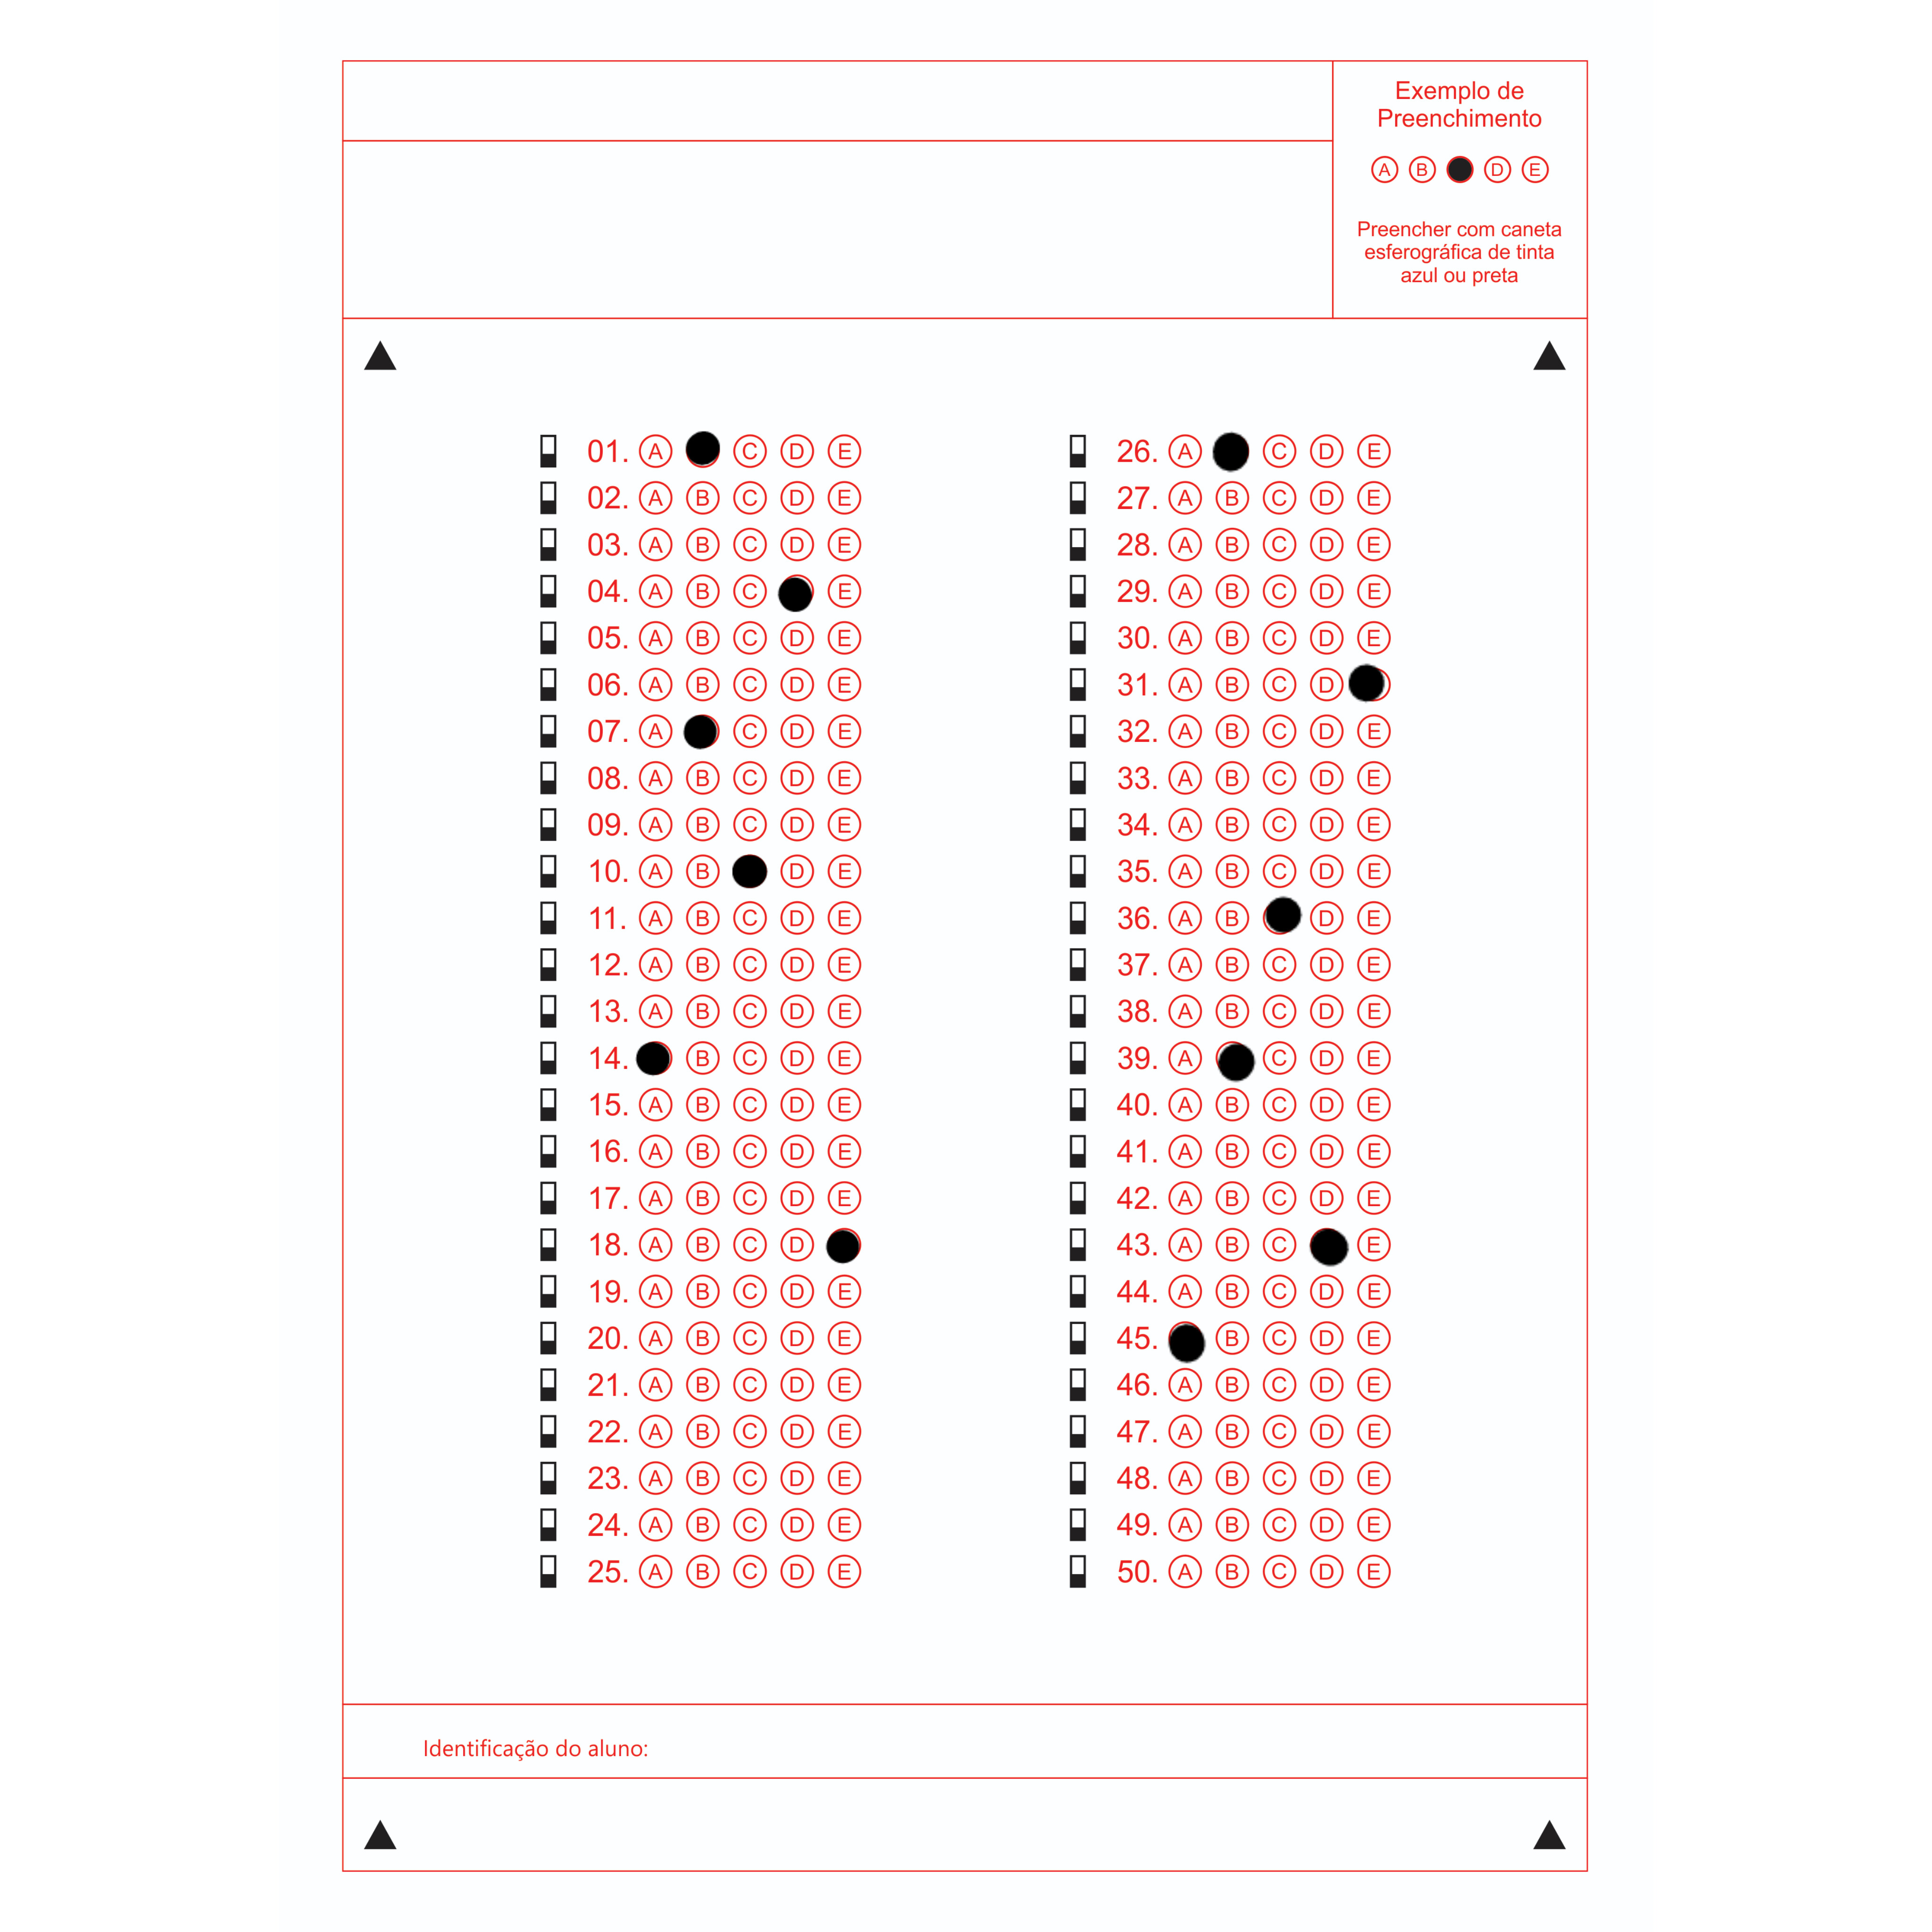 Exemplo de
Preenchimento
A B D E
Preencher com caneta
esferográfica de tinta
azul ou preta
01. A C D E
02. A B C D E
03. A B C D E
04. A B C E
05. A B C D E
06. A B C D E
07. A C D E
08. A B C D E
09. A B C D E
10. A B D E
11. A B C D E
12. A B C D E
13. A B C D E
14. B C D E
15. A B C D E
16. A B C D E
17. A B C D E
18. A B C D
19. A B C D E
20. A B C D E
21. A B C D E
22. A B C D E
23. A B C D E
24. A B C D E
25. A B C D E
26. A C D E
27. A B C D E
28. A B C D E
29. A B C D E
30. A B C D E
31. A B C D
32. A B C D E
33. A B C D E
34. A B C D E
35. A B C D E
36. A B D E
37. A B C D E
38. A B C D E
39. A C D E
40. A B C D E
41. A B C D E
42. A B C D E
43. A B C E
44. A B C D E
45. B C D E
46. A B C D E
47. A B C D E
48. A B C D E
49. A B C D E
50. A B C D E
Identificação do aluno: